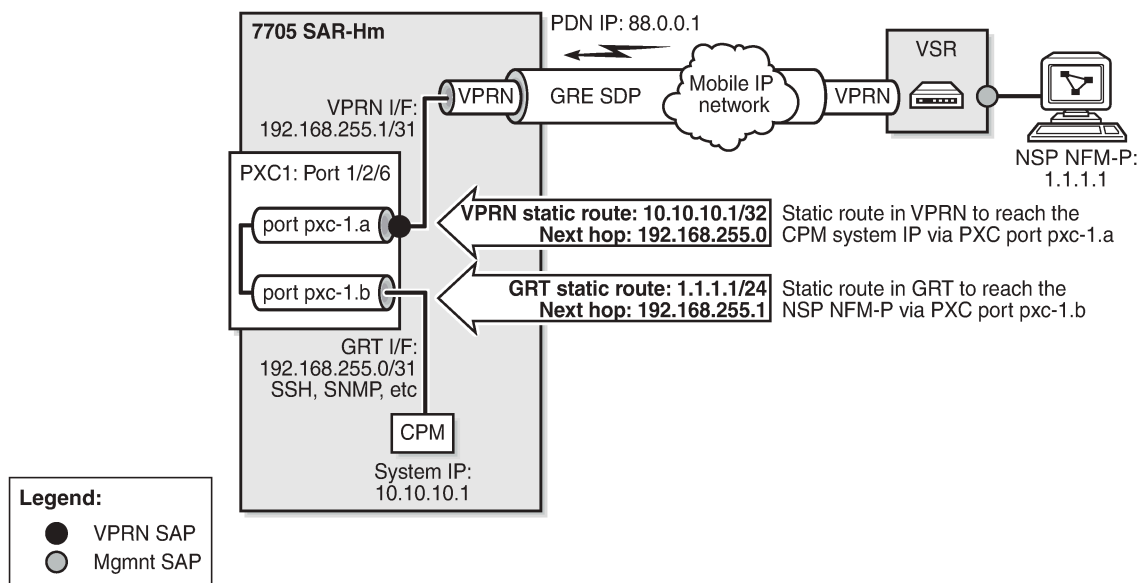 7705 SAR-Hm
PDN IP: 88.0.0.1
VSR
VPRN
GRE SDP
Mobile IP
network
VPRN
VPRN I/F:
192.168.255.1/31
NSP NFM-P:
1.1.1.1
PXC1: Port 1/2/6
port pxc-1.a
VPRN static route: 10.10.10.1/32
Next hop: 192.168.255.0
Static route in VPRN to reach the
CPM system IP via PXC port pxc-1.a
port pxc-1.b
GRT static route: 1.1.1.1/24
Next hop: 192.168.255.1
Static route in GRT to reach the
NSP NFM-P via PXC port pxc-1.b
GRT I/F:
192.168.255.0/31
SSH, SNMP, etc
CPM
System IP:
10.10.10.1
Legend:
VPRN SAP
Mgmnt SAP